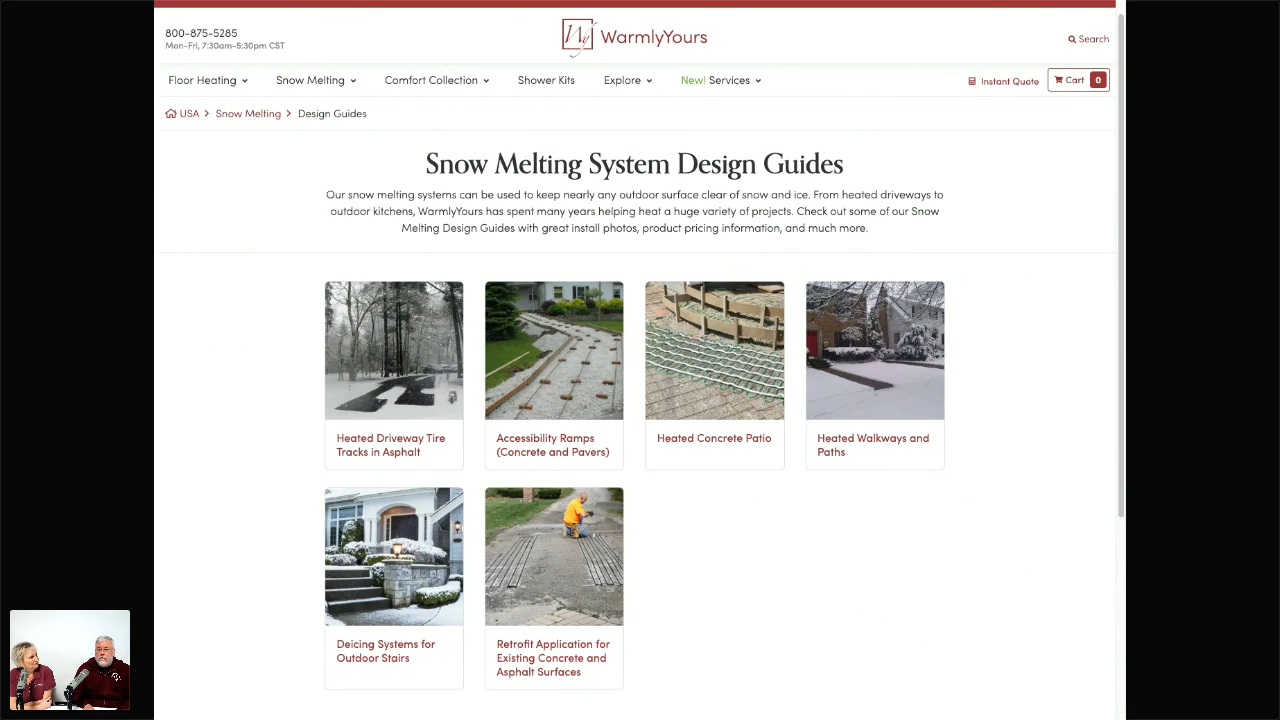 800-875-5285
Mon-Fri, 7:30am-5:30pm CST
Wy WarmlyYours
Search
Floor Heating
Snow Melting
Comfort Collection
Shower Kits
Explore
New! Services
Instant Quote
Cart 0
USA > Snow Melting > Design Guides
Snow Melting System Design Guides
Our snow melting systems can be used to keep nearly any outdoor surface clear of snow and ice. From heated driveways to
outdoor kitchens, WarmlyYours has spent many years helping heat a huge variety of projects. Check out some of our Snow
Melting Design Guides with great install photos, product pricing information, and much more.
Heated Driveway Tire
Tracks in Asphalt
Accessibility Ramps
(Concrete and Pavers)
Heated Concrete Patio
Heated Walkways and
Paths
Deicing Systems for
Outdoor Stairs
Retrofit Application for
Existing Concrete and
Asphalt Surfaces